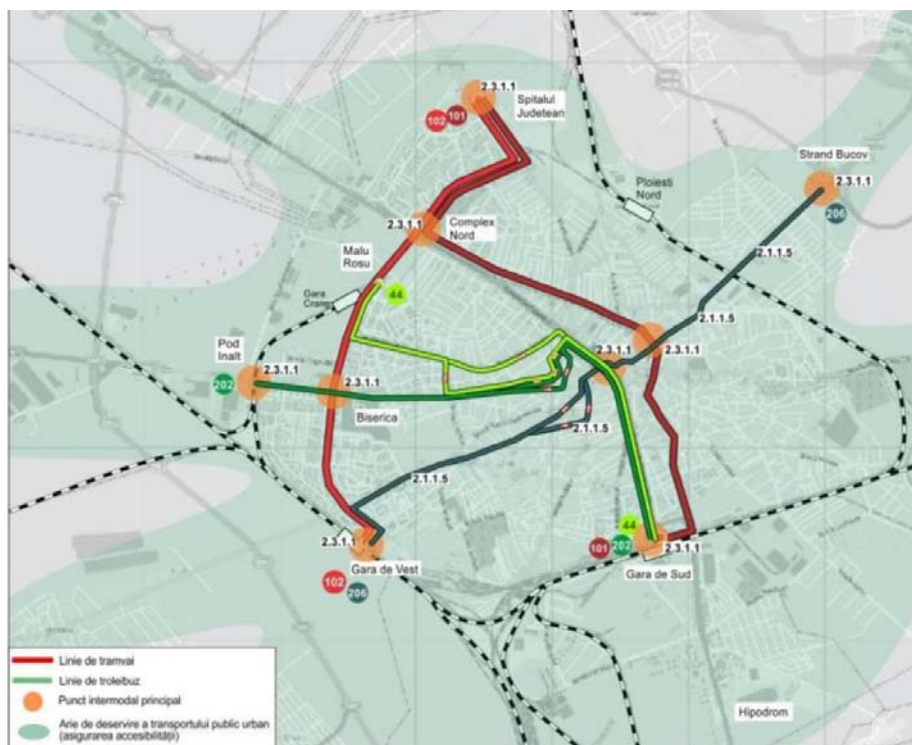 2.3.1.1
Spitalul
Judetean
102
101
Strand Bucov
2.3.1.1
206
Ploiesti
Nord
2.3.1.1
Complex
Nord
Malu
Rosu
2.1.1.5
Gara
44
2.1.1.5
Pod
Inalt
2.3.1.1
2.3.1.1
2.3.1.1
202
2.3.1.1
Biserica
2.1.1.5
2.1.1.5
44
2.3.1.1
101
202
2.3.1.1
Gara de Vest
Gara de Sud
102
206
Linie de tramvai
Linie de troleibuz
Punct intermodal principal
Arie de deservire a transportului public urban
(asigurarea accesibilității)
Hipodrom